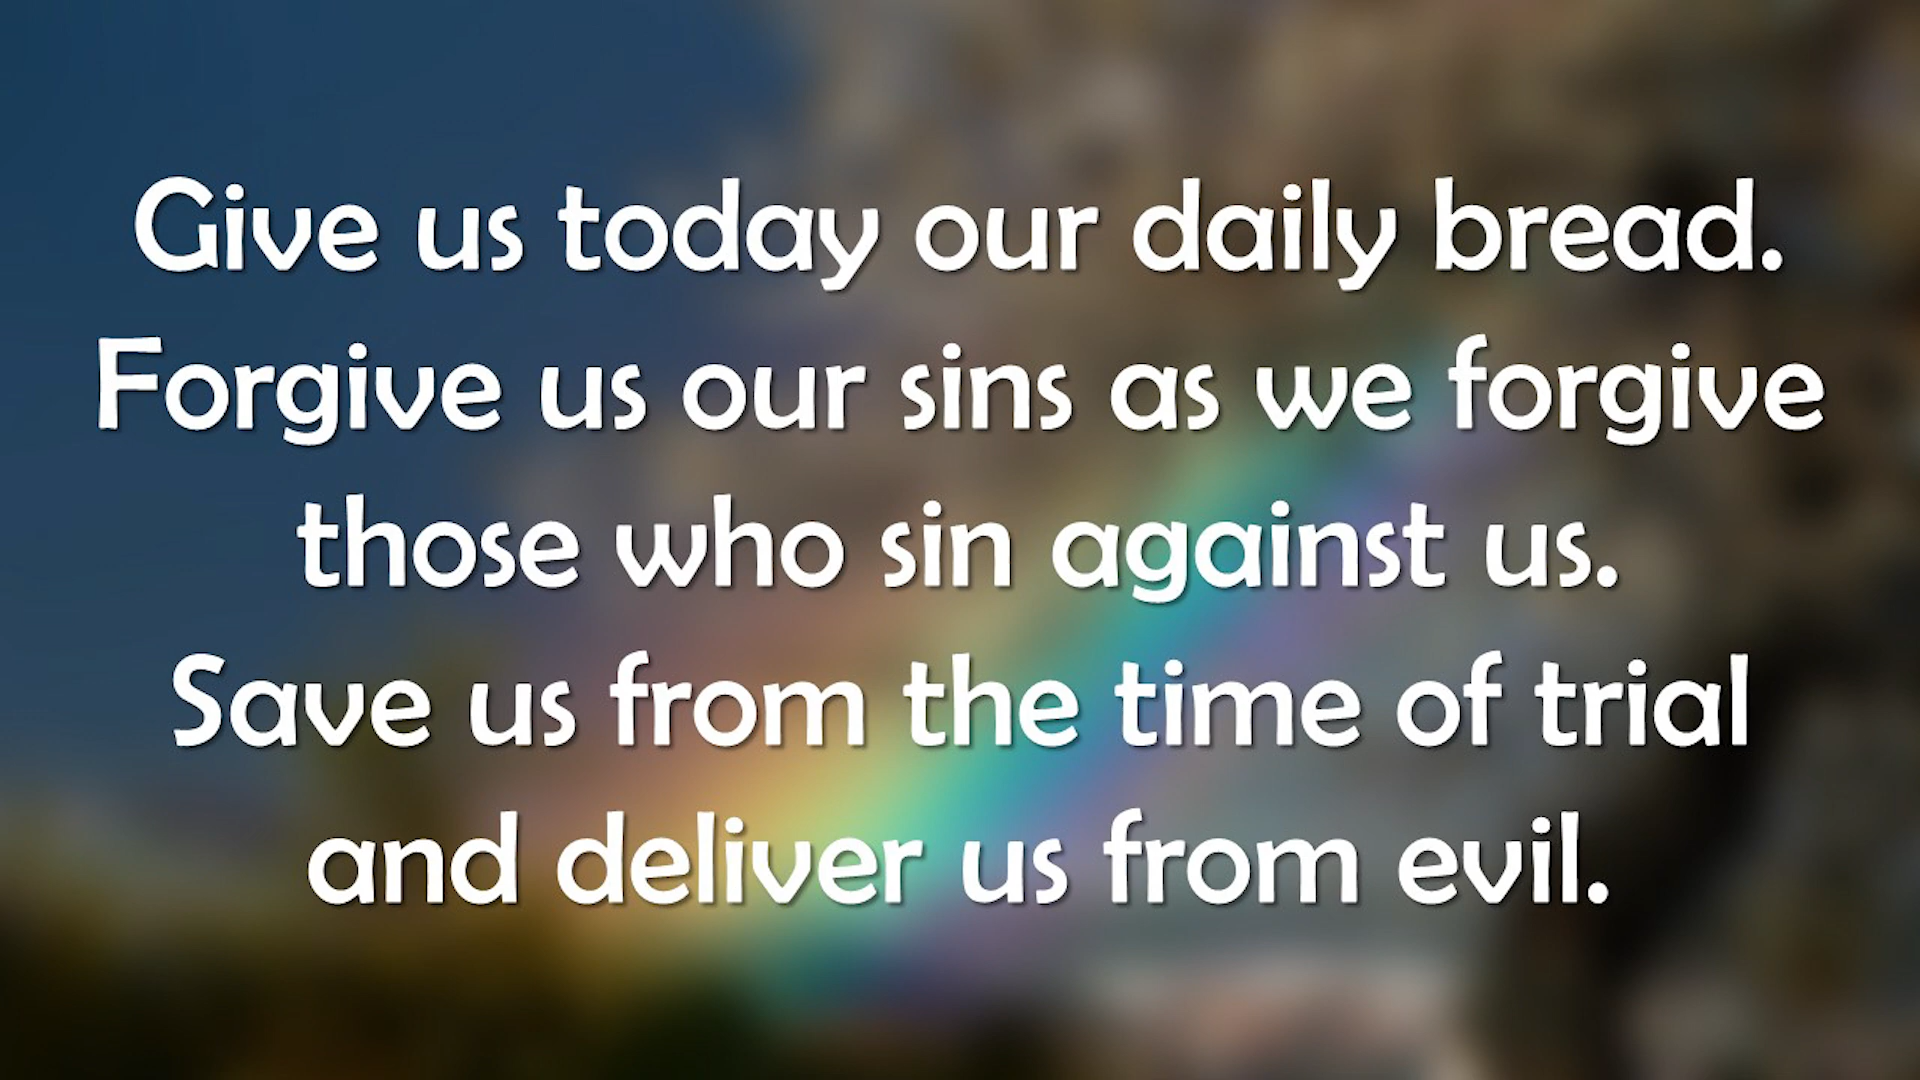 Give us today our daily bread.
Forgive us our sins as we forgive
those who sin against us.
Save us from the time of trial
and deliver us from evil.